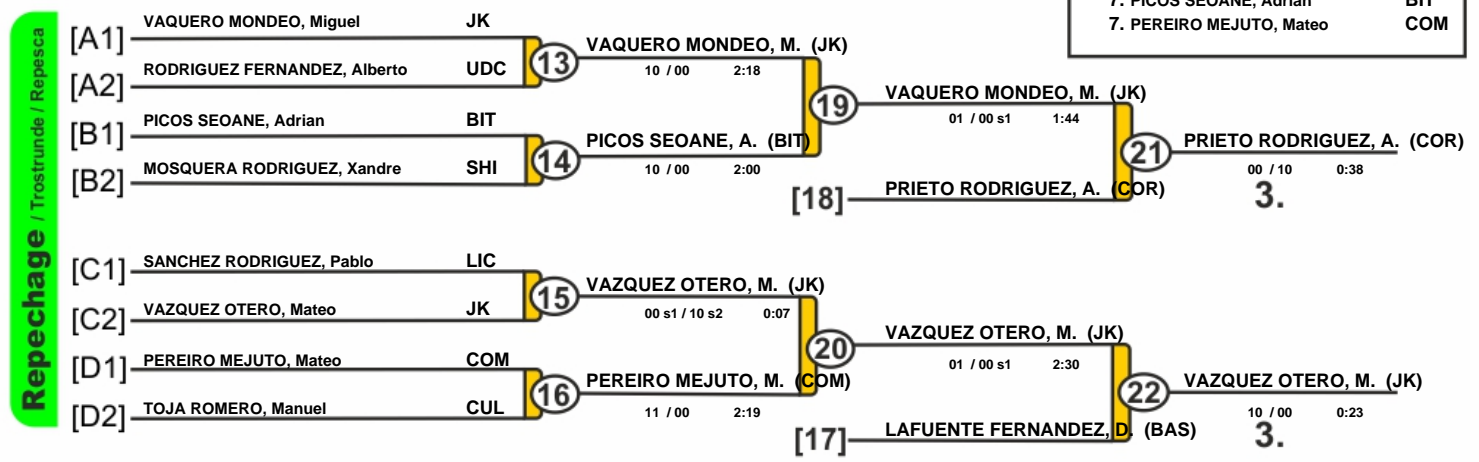 7. PICOS SEOANE, Adrian BIT
7. PEREIRO MEJUTO, Mateo COM
Repechage / Trostrunde / Repesca
[A1] VAQUERO MONDEO, Miguel JK
[A2] RODRIGUEZ FERNANDEZ, Alberto UDC
13 VAQUERO MONDEO, M. (JK)
10 / 00 2:18
[B1] PICOS SEOANE, Adrian BIT
[B2] MOSQUERA RODRIGUEZ, Xandre SHI
14 PICOS SEOANE, A. (BIT)
10 / 00 2:00
19 VAQUERO MONDEO, M. (JK)
01 / 00 s1 1:44
[18] PRIETO RODRIGUEZ, A. (COR)
21 PRIETO RODRIGUEZ, A. (COR)
00 / 10 0:38
3.
[C1] SANCHEZ RODRIGUEZ, Pablo LIC
[C2] VAZQUEZ OTERO, Mateo JK
15 VAZQUEZ OTERO, M. (JK)
00 s1 / 10 s2 0:07
[D1] PEREIRO MEJUTO, Mateo COM
[D2] TOJA ROMERO, Manuel CUL
16 PEREIRO MEJUTO, M. (COM)
11 / 00 2:19
20 VAZQUEZ OTERO, M. (JK)
01 / 00 s1 2:30
[17] LAFUENTE FERNANDEZ, D. (BAS)
22 VAZQUEZ OTERO, M. (JK)
10 / 00 0:23
3.